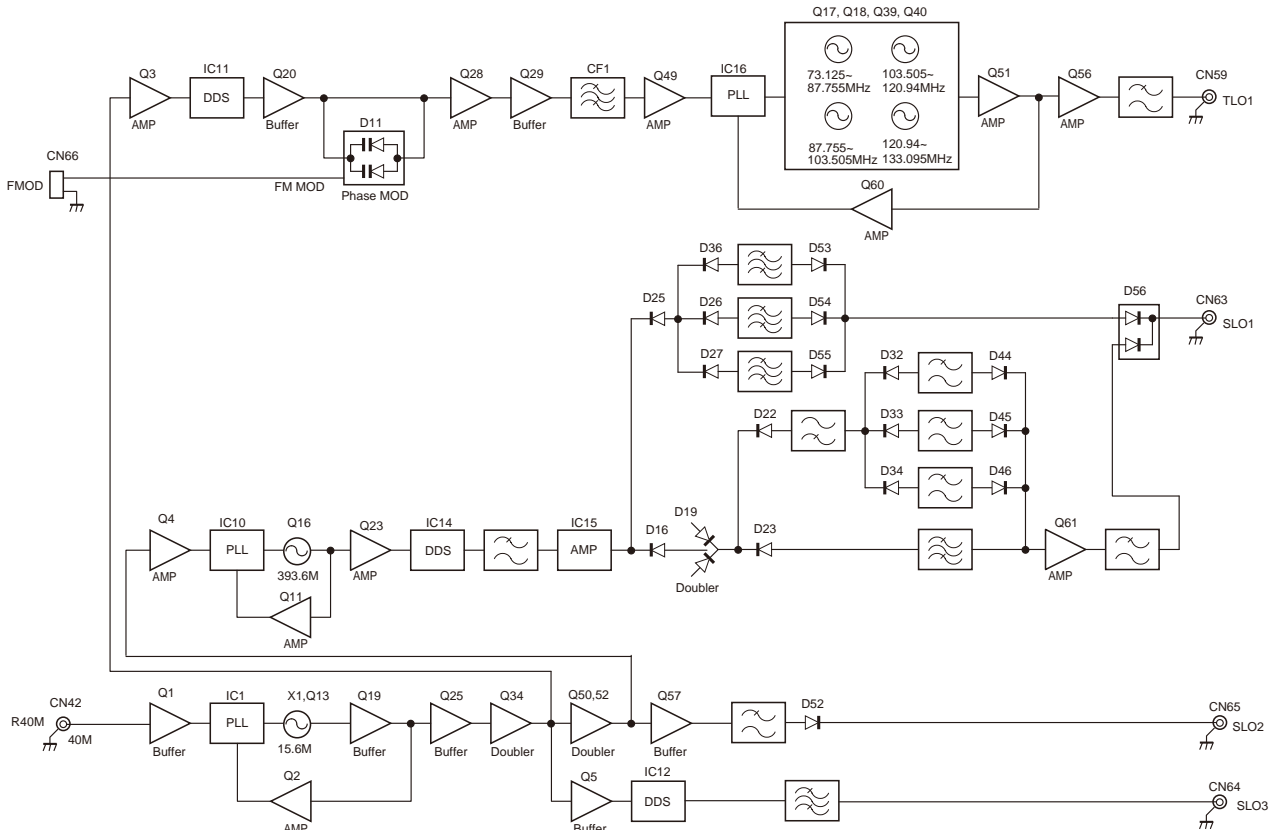 Q17, Q18, Q39, Q40
Q3
IC11
Q20
Q28
Q29
CF1
Q49
IC16
Q51
Q56
CN59
DDS
PLL
TLO1
73.125~
87.755MHz
103.505~
120.94MHz
87.755~
103.505MHz
120.94~
133.095MHz
AMP
Buffer
AMP
Buffer
AMP
AMP
AMP
D11
CN66
FMOD
FM MOD
Phase MOD
Q60
AMP
D36
D53
D25
D26
D54
D27
D55
D56
CN63
SLO1
D32
D44
D22
D33
D45
D34
D46
Q4
IC10
Q16
Q23
IC14
IC15
D16
D19
D23
Q61
PLL
DDS
AMP
AMP
393.6M
AMP
Doubler
AMP
Q11
AMP
CN42
R40M
40M
Q1
IC1
X1,Q13
Q19
Q25
Q34
Q50,52
Q57
D52
CN65
SLO2
PLL
Buffer
15.6M
Buffer
Buffer
Doubler
Doubler
Buffer
Q2
AMP
Q5
Buffer
IC12
DDS
CN64
SLO3